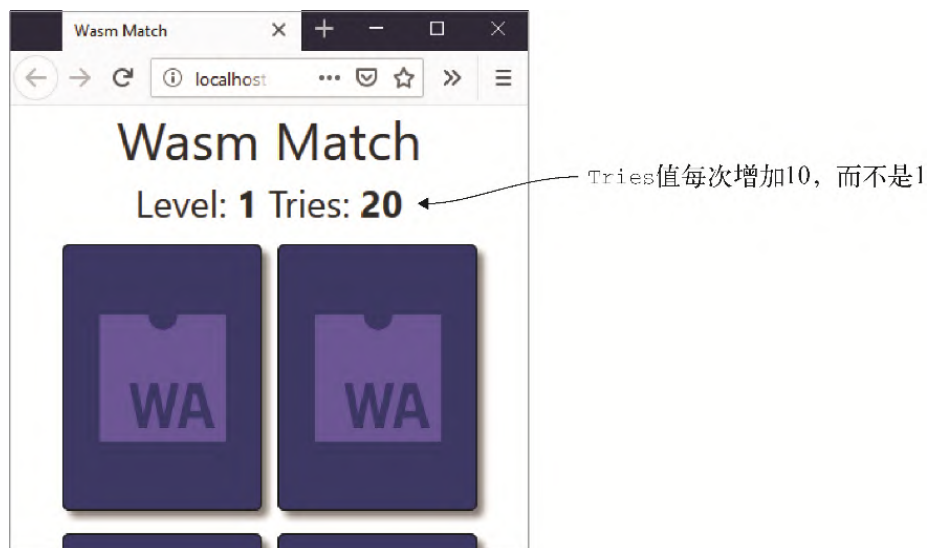 Wasm Match
localhost
Wasm Match
Level: 1 Tries: 20
Tries值每次增加10，而不是1
WA
WA